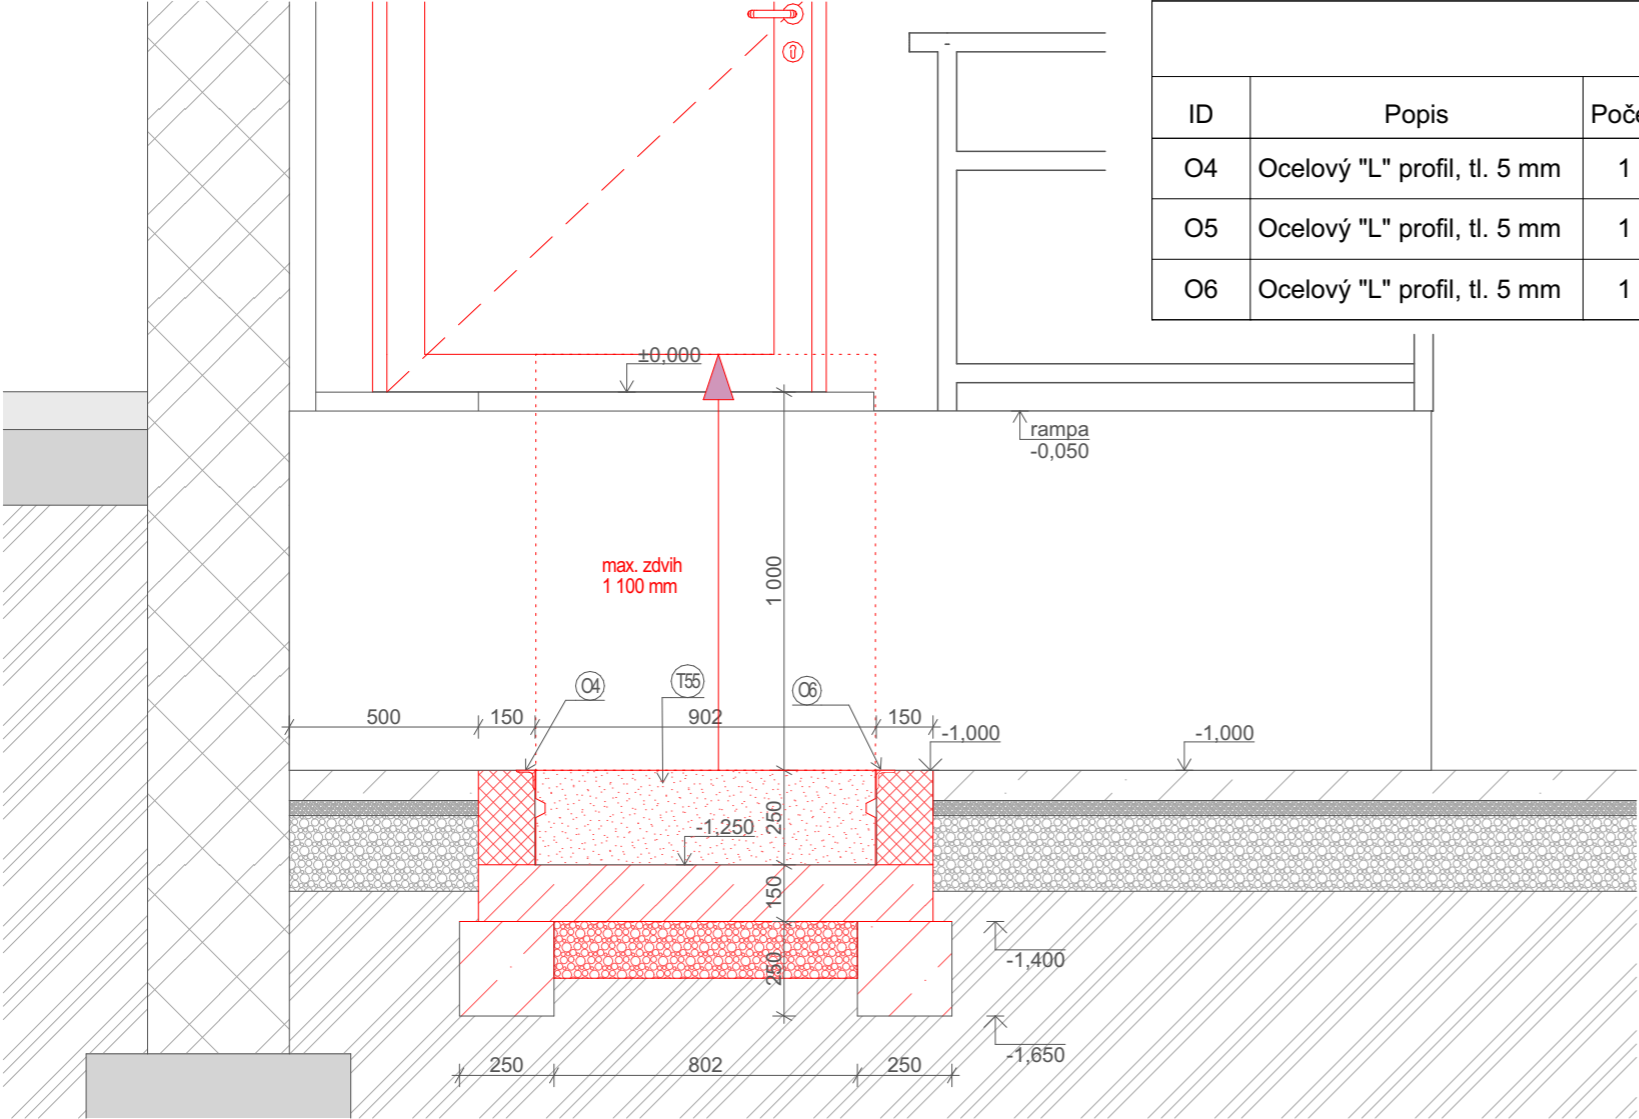 ID Popis Poče
O4 Ocelový "L" profil, tl. 5 mm 1
O5 Ocelový "L" profil, tl. 5 mm 1
O6 Ocelový "L" profil, tl. 5 mm 1
±0,000
rampa
-0,050
max. zdvih
1 100 mm
1 000
O4
T55
O6
500 150 902 150
-1,000
-1,000
-1,250
250
150
250
-1,400
-1,650
250 802 250